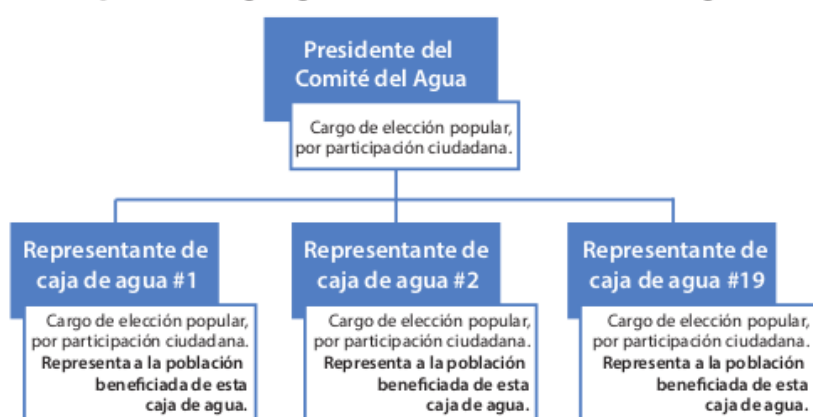 Presidente del
Comité del Agua
Cargo de elección popular,
por participación ciudadana.
Representante de
caja de agua #1
Cargo de elección popular,
por participación ciudadana.
Representa a la población
beneficiada de esta
caja de agua.
Representante de
caja de agua #2
Cargo de elección popular,
por participación ciudadana.
Representa a la población
beneficiada de esta
caja de agua.
Representante de
caja de agua #19
Cargo de elección popular,
por participación ciudadana.
Representa a la población
beneficiada de esta
caja de agua.